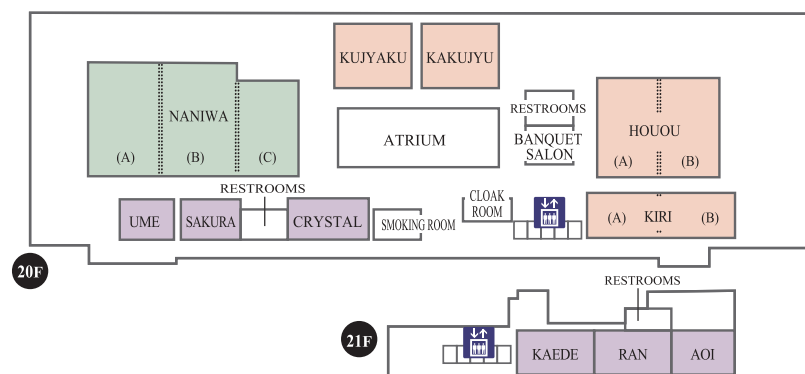 KUJYAKU
KAKUJYU
NANIWA
(A)
(B)
(C)
ATRIUM
RESTROOMS
BANQUET
SALON
HOUOU
(A)
(B)
RESTROOMS
UME
SAKURA
CRYSTAL
SMOKING ROOM
CLOAK
ROOM
(A)
KIRI
(B)
20F
RESTROOMS
21F
KAEDE
RAN
AOI